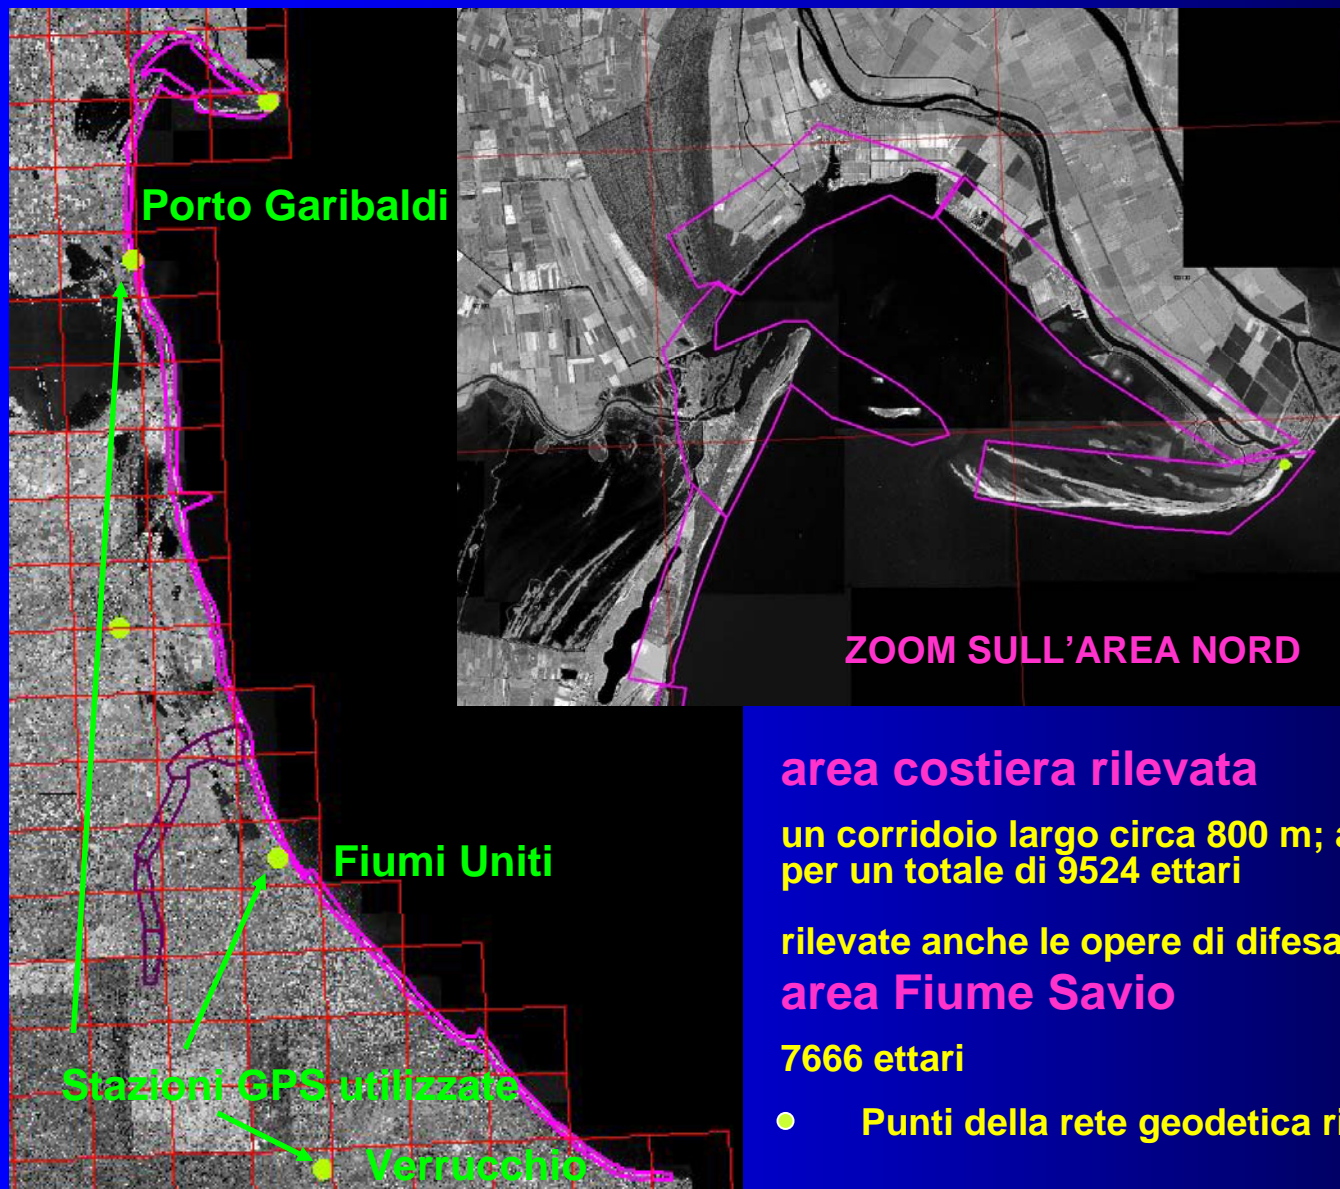 Porto Garibaldi
Fiumi Uniti
Stazioni GPS utilizzate
Verrucchio
ZOOM SULL’AREA NORD
area costiera rilevata
un corridoio largo circa 800 m; a
per un totale di 9524 ettari
rilevate anche le opere di difesa
area Fiume Savio
7666 ettari
Punti della rete geodetica ri